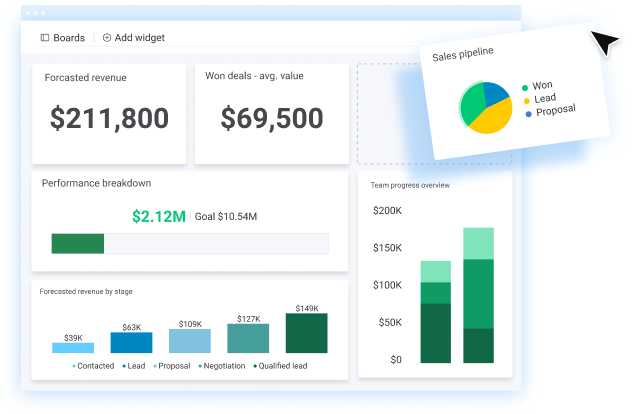 Boards
Add widget
Sales pipeline
Won
Lead
Proposal
Forcasted revenue
$211,800
Won deals - avg. value
$69,500
Performance breakdown
$2.12M
Goal $10.54M
Team progress overview
$200K
$150K
$100K
$50K
$0
Forecasted revenue by stage
$39K
$63K
$109K
$127K
$149K
Contacted
Lead
Proposal
Negotiation
Qualified lead